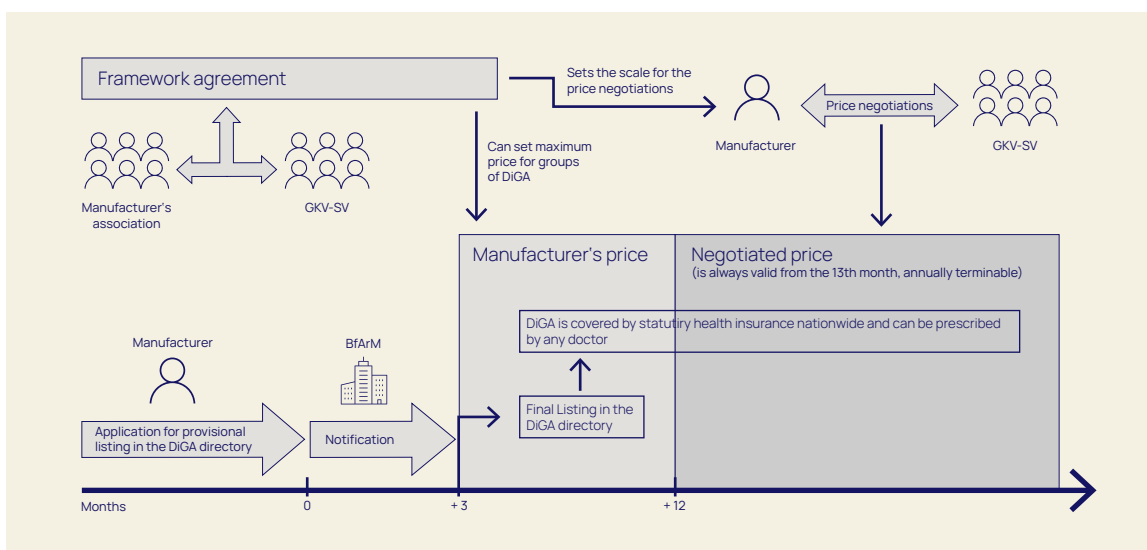 Framework agreement
Sets the scale for the
price negotiations
Price negotiations
Manufacturer
GKV-SV
Can set maximum
price for groups
of DiGA
Manufacturer's
association
GKV-SV
Manufacturer's price
Negotiated price
(is always valid from the 13th month, annually terminable)
DiGA is covered by statutiry health insurance nationwide and can be prescribed
by any doctor
Manufacturer
BfArM
Final Listing in the
DiGA directory
Application for provisional
listing in the DiGA directory
Notification
Months
0
+ 3
+ 12